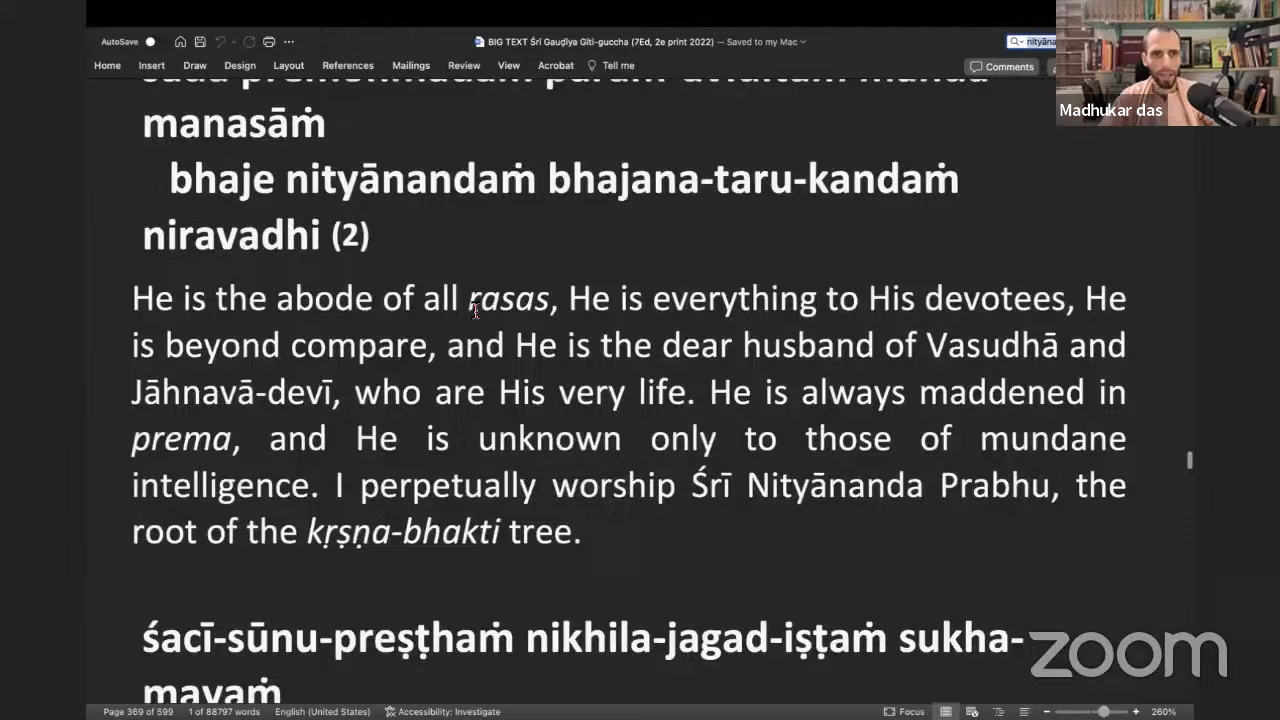 AutoSave
BIG TEXT Śrī Gauḍīya Gīti-guccha (7Ed, 2e print 2022) — Saved to my Mac
nityāna
Home Insert Draw Design Layout References Mailings Review View Acrobat Tell me
Comments
Madhukar das
manasāṁ
bhaje nityānandaṁ bhajana-taru-kandaṁ
niravadhi (2)
He is the abode of all rasas, He is everything to His devotees, He
is beyond compare, and He is the dear husband of Vasudhā and
Jāhnavā-devī, who are His very life. He is always maddened in
prema, and He is unknown only to those of mundane
intelligence. I perpetually worship Śrī Nityānanda Prabhu, the
root of the kṛṣṇa-bhakti tree.
śacī-sūnu-preṣṭhaṁ nikhila-jagad-iṣṭaṁ sukha-
mayaṁ
zoom
Page 369 of 599 1 of 88797 words English (United States) Accessibility: Investigate Focus 260%